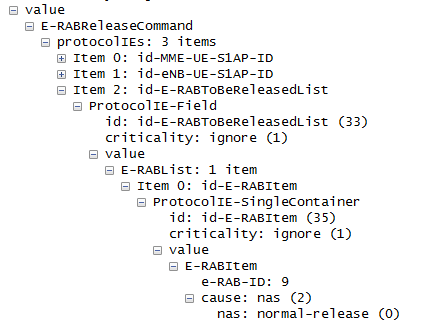 value
E-RABReleaseCommand
protocolIEs: 3 items
Item 0: id-MME-UE-S1AP-ID
Item 1: id-eNB-UE-S1AP-ID
Item 2: id-E-RABToBeReleasedList
ProtocolIE-Field
id: id-E-RABToBeReleasedList (33)
criticality: ignore (1)
value
E-RABList: 1 item
Item 0: id-E-RABItem
ProtocolIE-SingleContainer
id: id-E-RABItem (35)
criticality: ignore (1)
value
E-RABItem
e-RAB-ID: 9
cause: nas (2)
nas: normal-release (0)